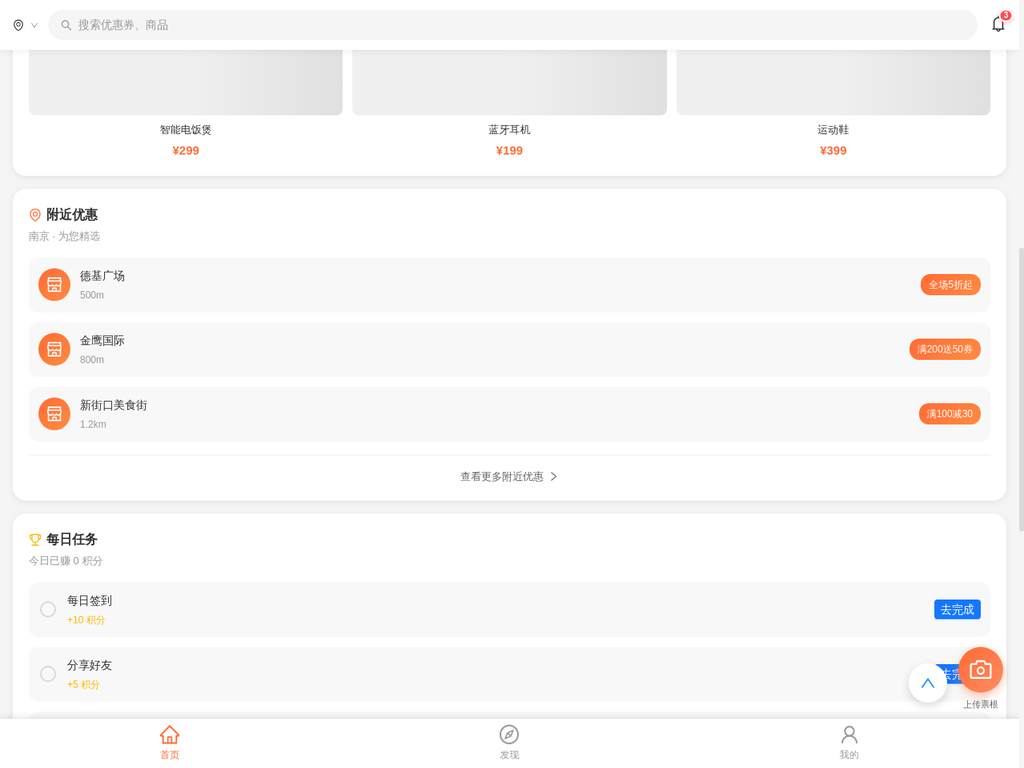 搜索优惠券、商品
3
智能电饭煲
蓝牙耳机
运动鞋
¥299
¥199
¥399
附近优惠
南京 · 为您精选
德基广场
500m
全场5折起
金鹰国际
800m
满200送50券
新街口美食街
1.2km
满100减30
查看更多附近优惠
每日任务
今日已赚 0 积分
每日签到
+10 积分
去完成
分享好友
+5 积分
去完
上传票根
首页
发现
我的